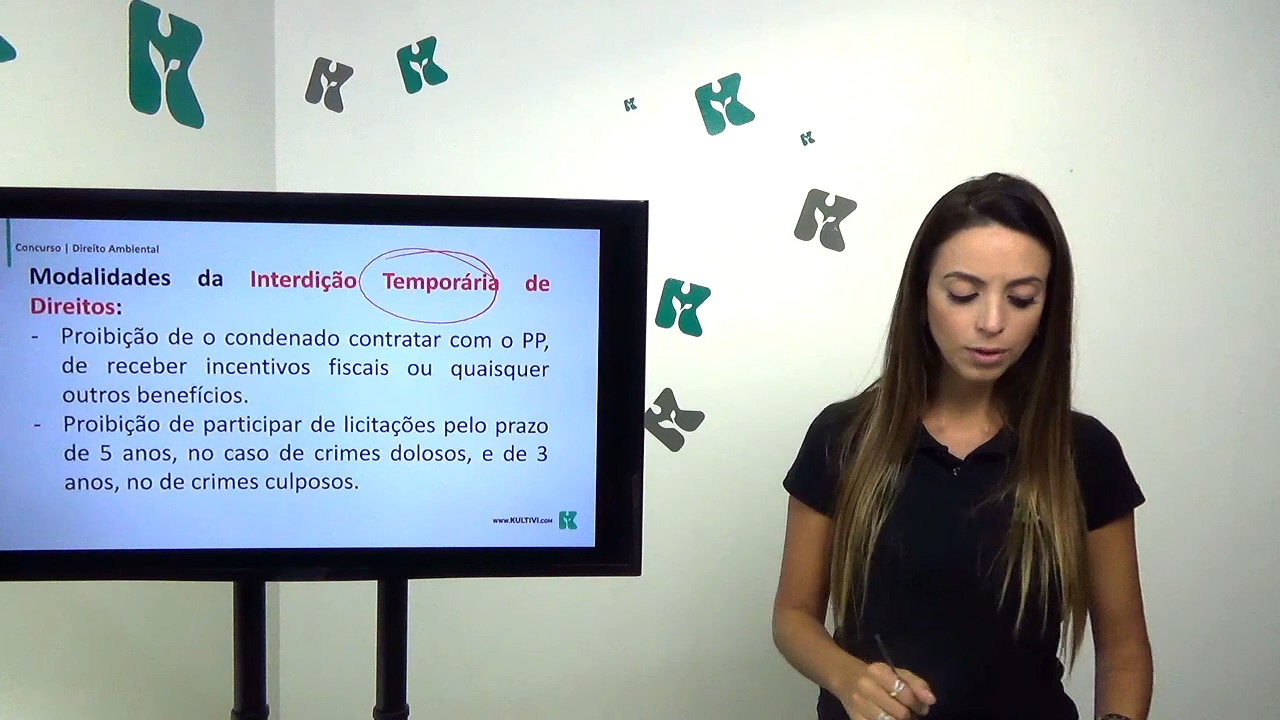 Concurso | Direito Ambiental
Modalidades da Interdição Temporária de
Direitos:
- Proibição de o condenado contratar com o PP,
de receber incentivos fiscais ou quaisquer
outros benefícios.
- Proibição de participar de licitações pelo prazo
de 5 anos, no caso de crimes dolosos, e de 3
anos, no de crimes culposos.
www.KULTIVI.COM